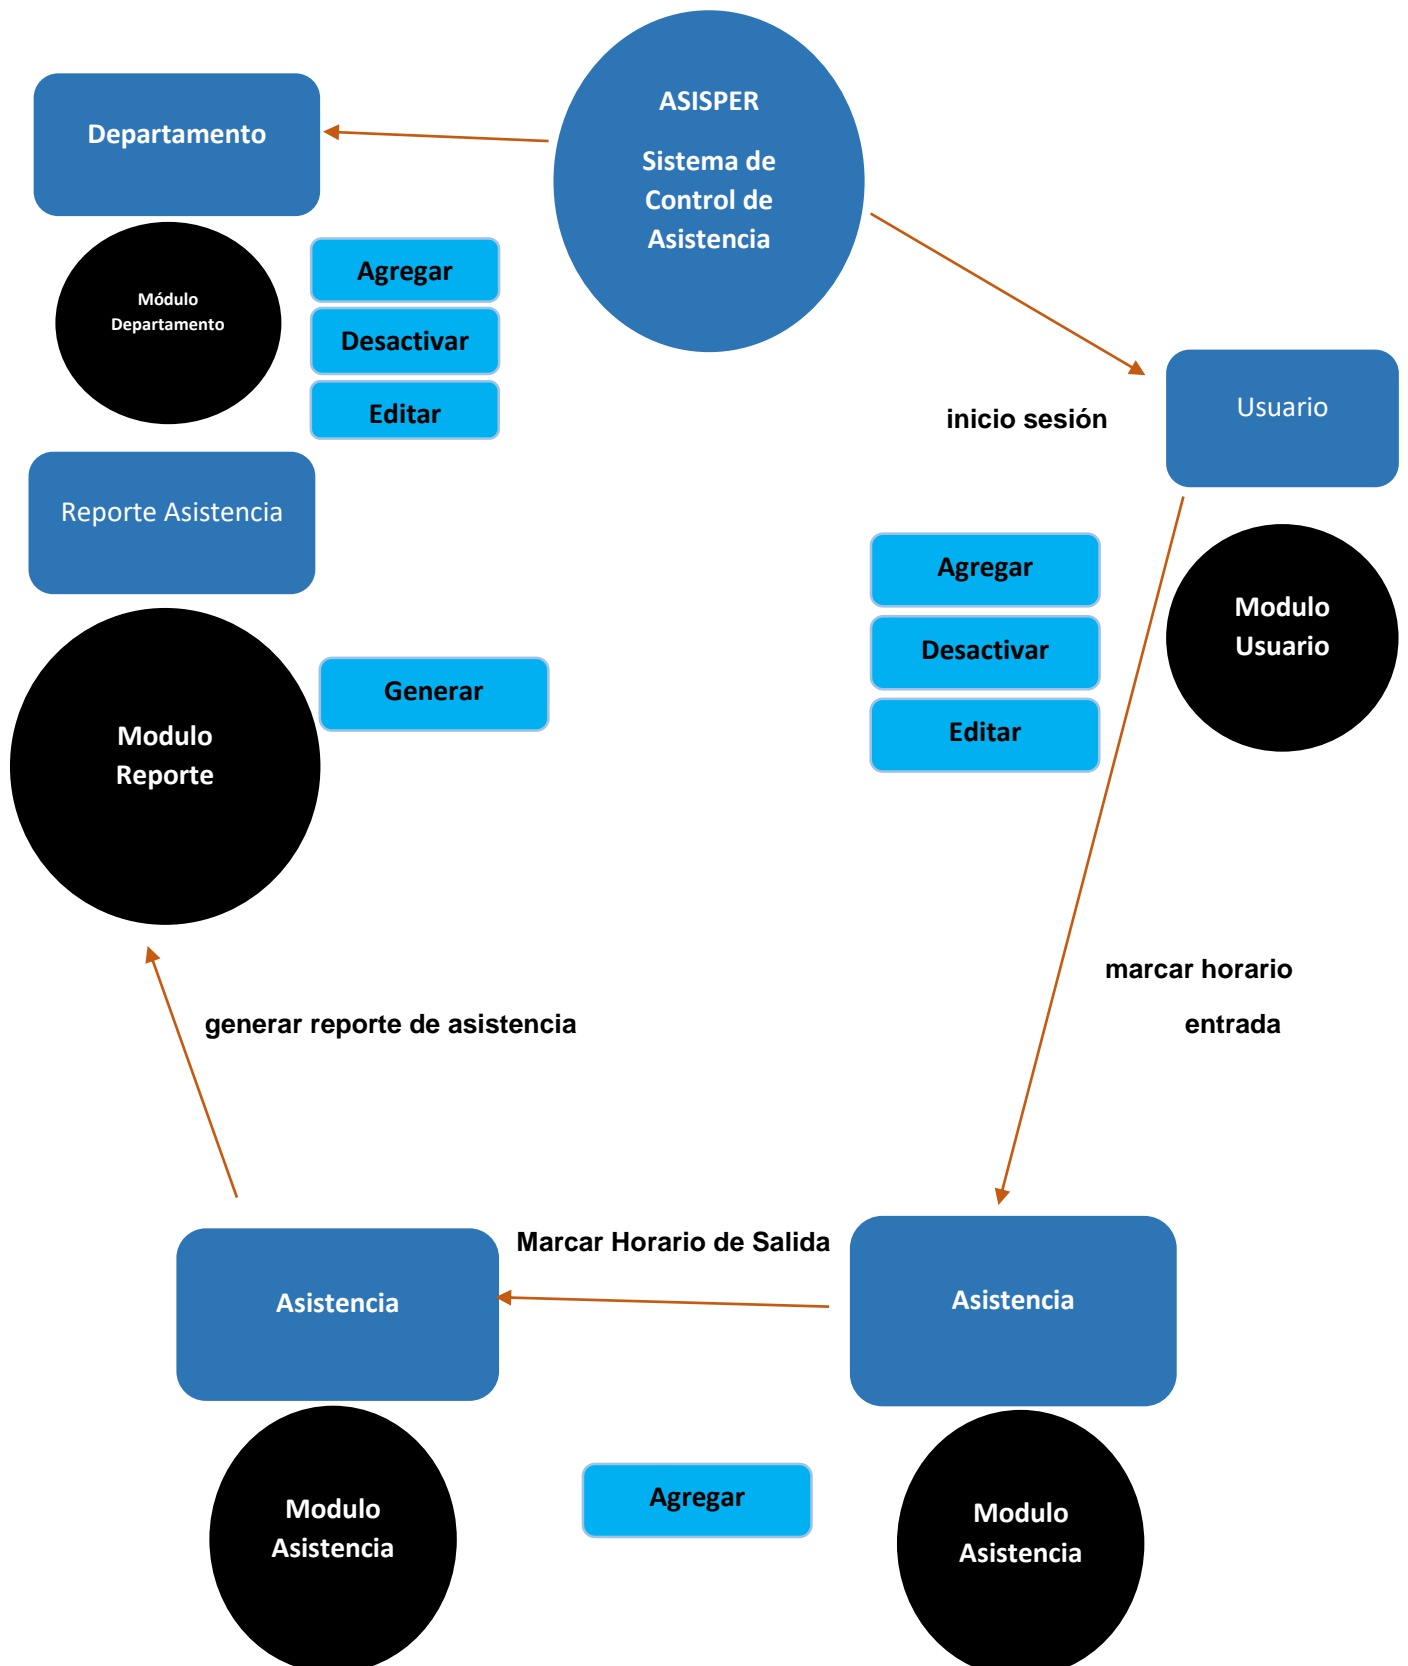 ASISPER
Sistema de
Control de
Asistencia
Departamento
Módulo
Departamento
Agregar
Desactivar
Editar
inicio sesión
Usuario
Reporte Asistencia
Agregar
Desactivar
Editar
Modulo
Usuario
Generar
Modulo
Reporte
marcar horario
entrada
generar reporte de asistencia
Marcar Horario de Salida
Asistencia
Asistencia
Agregar
Modulo
Asistencia
Modulo
Asistencia